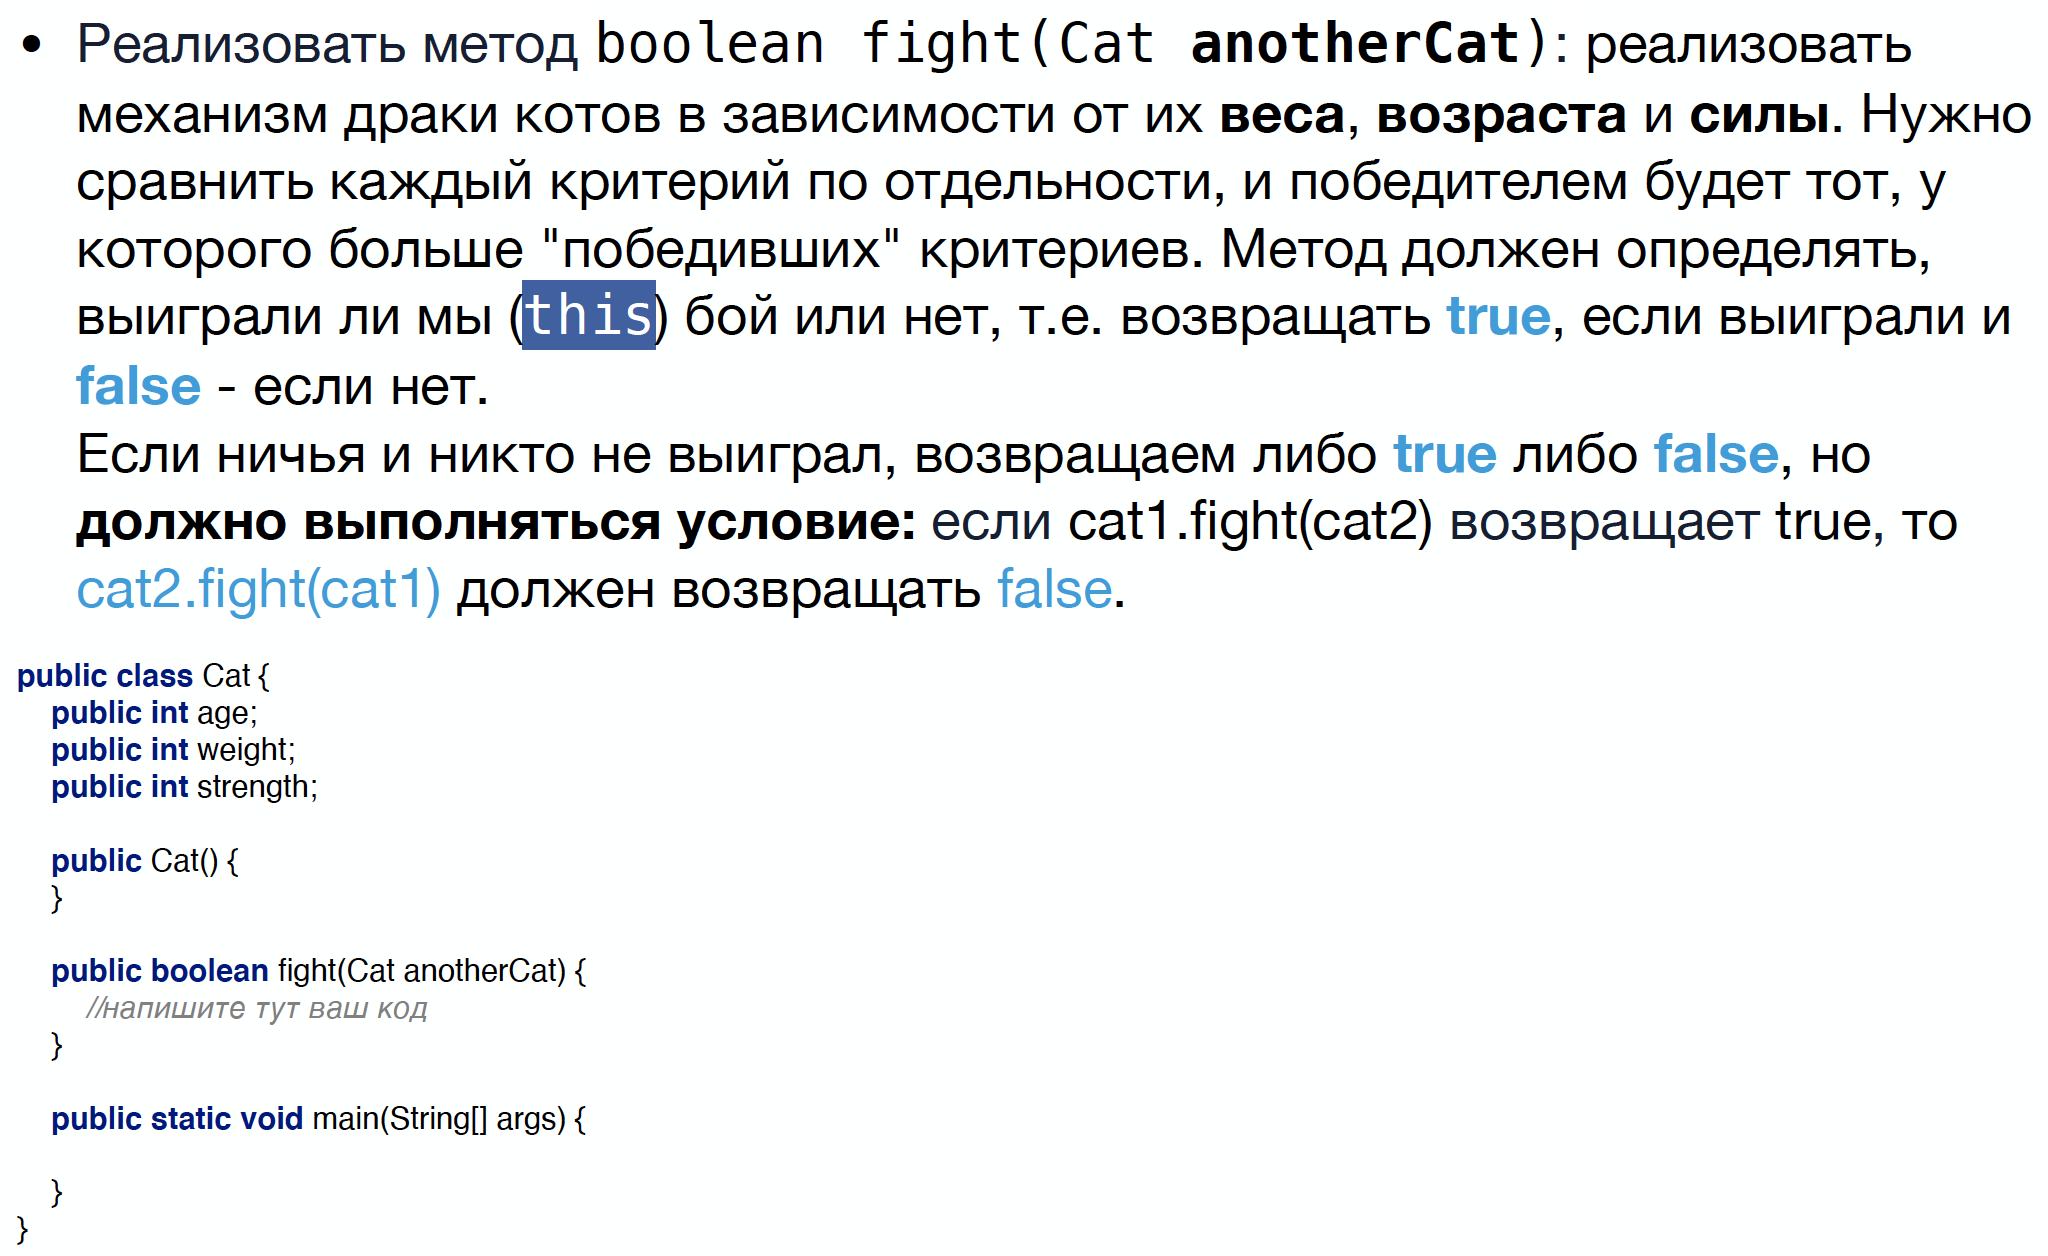 • Реализовать метод boolean fight(Cat anotherCat): реализовать
механизм драки котов в зависимости от их веса, возраста и силы. Нужно
сравнить каждый критерий по отдельности, и победителем будет тот, у
которого больше "победивших" критериев. Метод должен определять,
выиграли ли мы (this) бой или нет, т.е. возвращать true, если выиграли и
false - если нет.
Если ничья и никто не выиграл, возвращаем либо true либо false, но
должно выполняться условие: если cat1.fight(cat2) возвращает true, то
cat2.fight(cat1) должен возвращать false.
public class Cat {
public int age;
public int weight;
public int strength;
public Cat() {
}
public boolean fight(Cat anotherCat) {
//напишите тут ваш код
}
public static void main(String[] args) {
}
}